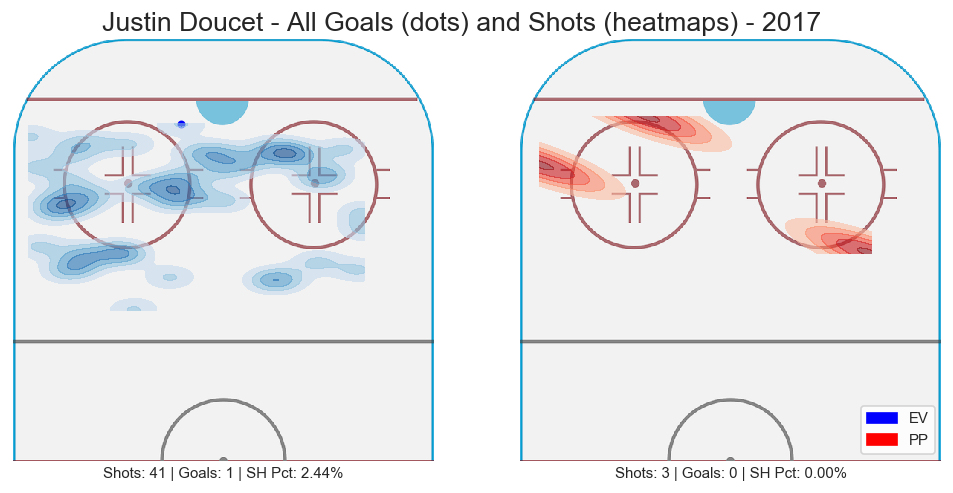 Justin Doucet - All Goals (dots) and Shots (heatmaps) - 2017
EV
PP
Shots: 41 | Goals: 1 | SH Pct: 2.44%
Shots: 3 | Goals: 0 | SH Pct: 0.00%